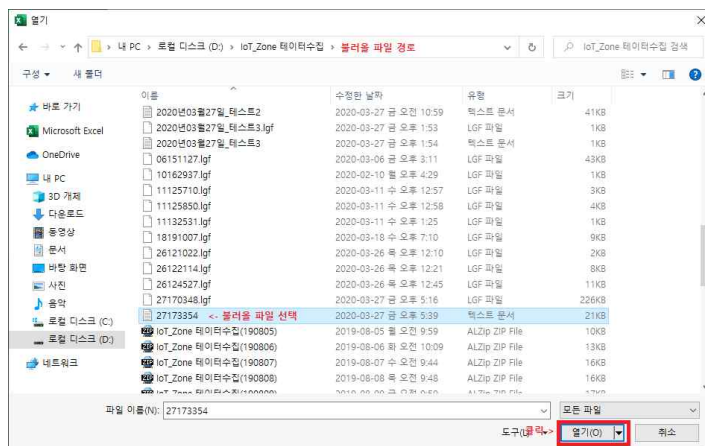 열기
내 PC > 로컬 디스크 (D:) > IoT_Zone 데이터수집 > 불러올 파일 경로
IoT_Zone 데이터수집 검색
구성 새 폴더
이름 수정한 날짜 유형 크기
바로 가기
Microsoft Excel
OneDrive
내 PC
3D 개체
다운로드
동영상
문서
바탕 화면
사진
음악
로컬 디스크 (C:)
로컬 디스크 (D:)
네트워크
2020년03월27일_테스트2 2020-03-27 금 오전 10:59 텍스트 문서 41KB
2020년03월27일_테스트3.lgf 2020-03-27 금 오후 1:53 LGF 파일 1KB
2020년03월27일_테스트3 2020-03-27 금 오후 1:54 텍스트 문서 1KB
06151127.lgf 2020-03-06 금 오후 3:11 LGF 파일 43KB
10162937.lgf 2020-02-10 월 오후 4:29 LGF 파일 1KB
11125710.lgf 2020-03-11 수 오후 12:57 LGF 파일 3KB
11125850.lgf 2020-03-11 수 오후 12:58 LGF 파일 4KB
11132531.lgf 2020-03-11 수 오후 1:25 LGF 파일 1KB
18191007.lgf 2020-03-18 수 오후 7:10 LGF 파일 9KB
26121022.lgf 2020-03-26 목 오후 12:10 LGF 파일 2KB
26122114.lgf 2020-03-26 목 오후 12:21 LGF 파일 8KB
26124527.lgf 2020-03-26 목 오후 12:45 LGF 파일 11KB
27170348.lgf 2020-03-27 금 오후 5:16 LGF 파일 226KB
27173354 <- 불러올 파일 선택 2020-03-27 금 오후 5:39 텍스트 문서 21KB
IoT_Zone 데이터수집(190805) 2019-08-05 월 오전 9:59 ALZip ZIP File 10KB
IoT_Zone 데이터수집(190806) 2019-08-06 화 오전 10:09 ALZip ZIP File 13KB
IoT_Zone 데이터수집(190807) 2019-08-07 수 오후 9:44 ALZip ZIP File 16KB
IoT_Zone 데이터수집(190808) 2019-08-08 목 오전 9:48 ALZip ZIP File 16KB
파일 이름(N): 27173354 모든 파일
클릭-> 열기(O) 취소